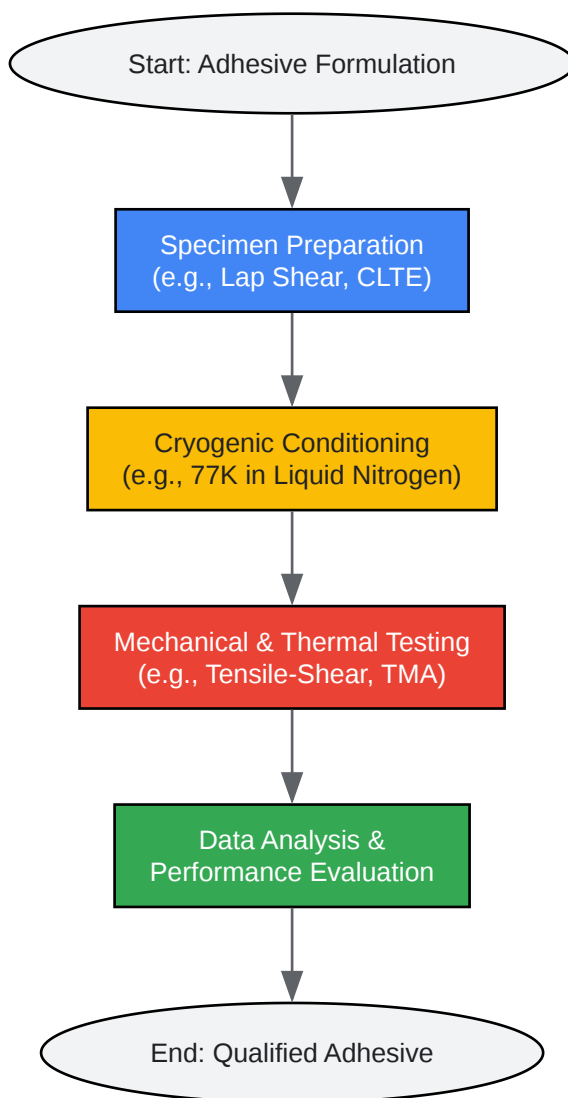 Start: Adhesive Formulation
Specimen Preparation
(e.g., Lap Shear, CLTE)
Cryogenic Conditioning
(e.g., 77K in Liquid Nitrogen)
Mechanical & Thermal Testing
(e.g., Tensile-Shear, TMA)
Data Analysis &
Performance Evaluation
End: Qualified Adhesive